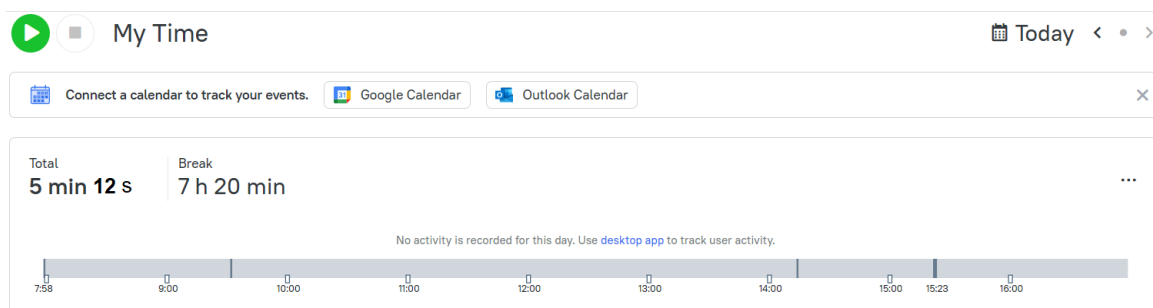 My Time
Today
Connect a calendar to track your events. Google Calendar Outlook Calendar
Total Break
5 min 12 s 7 h 20 min
No activity is recorded for this day. Use desktop app to track user activity.
7:58 9:00 10:00 11:00 12:00 13:00 14:00 15:00 15:23 16:00